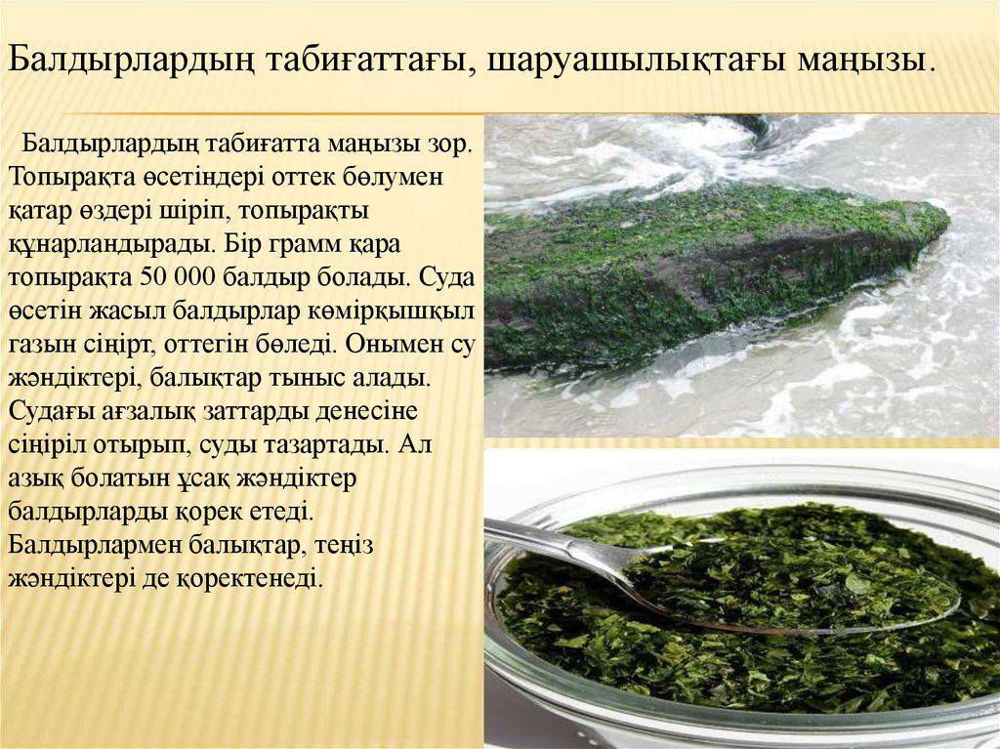 Балдырлардың табиғаттағы, шаруашылықтағы маңызы.
Балдырлардың табиғатта маңызы зор.
Топырақта өсетіндері оттек бөлумен
қатар өздері шіріп, топырақты
құнарландырады. Бір грамм қара
топырақта 50 000 балдыр болады. Суда
өсетін жасыл балдырлар көмірқышқыл
газын сіңірт, оттегін бөледі. Онымен су
жәндіктері, балықтар тыныс алады.
Судағы ағзалық заттарды денесіне
сіңіріл отырып, суды тазартады. Ал
азық болатын ұсақ жәндіктер
балдырларды қорек етеді.
Балдырлармен балықтар, теңіз
жәндіктері де қоректенеді.